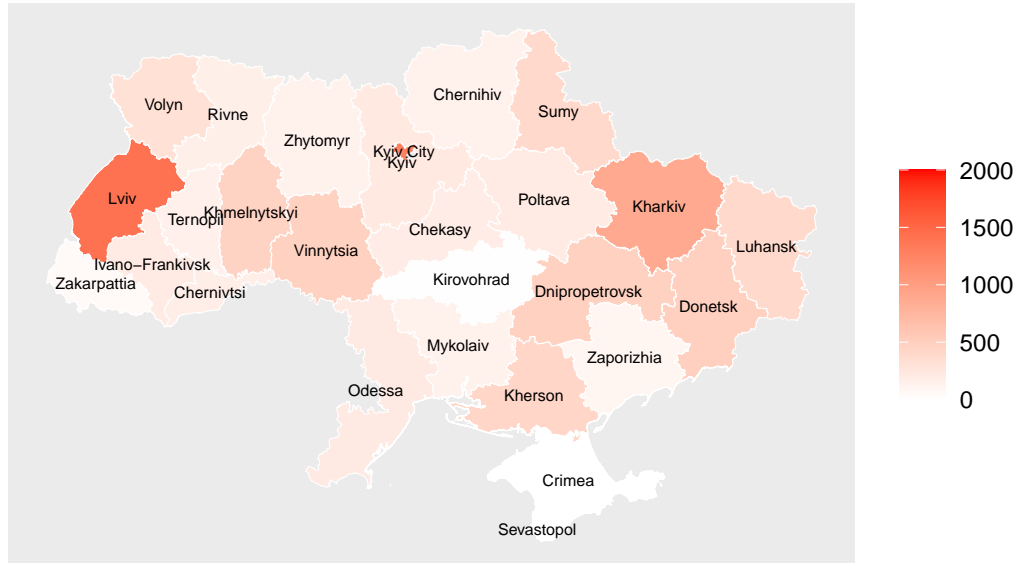 Chernihiv
Volyn
Sumy
Rivne
Zhytomyr
Kyiv City
Kyiv
Lviv
Poltava
Kharkiv
Khmelnytskyi
Ternopil
Chekasy
Vinnytsia
Luhansk
Ivano−Frankivsk
Kirovohrad
Zakarpattia
Chernivtsi
Dnipropetrovsk
Donetsk
Mykolaiv
Zaporizhia
Odessa
Kherson
Crimea
Sevastopol
2000
1500
1000
500
0